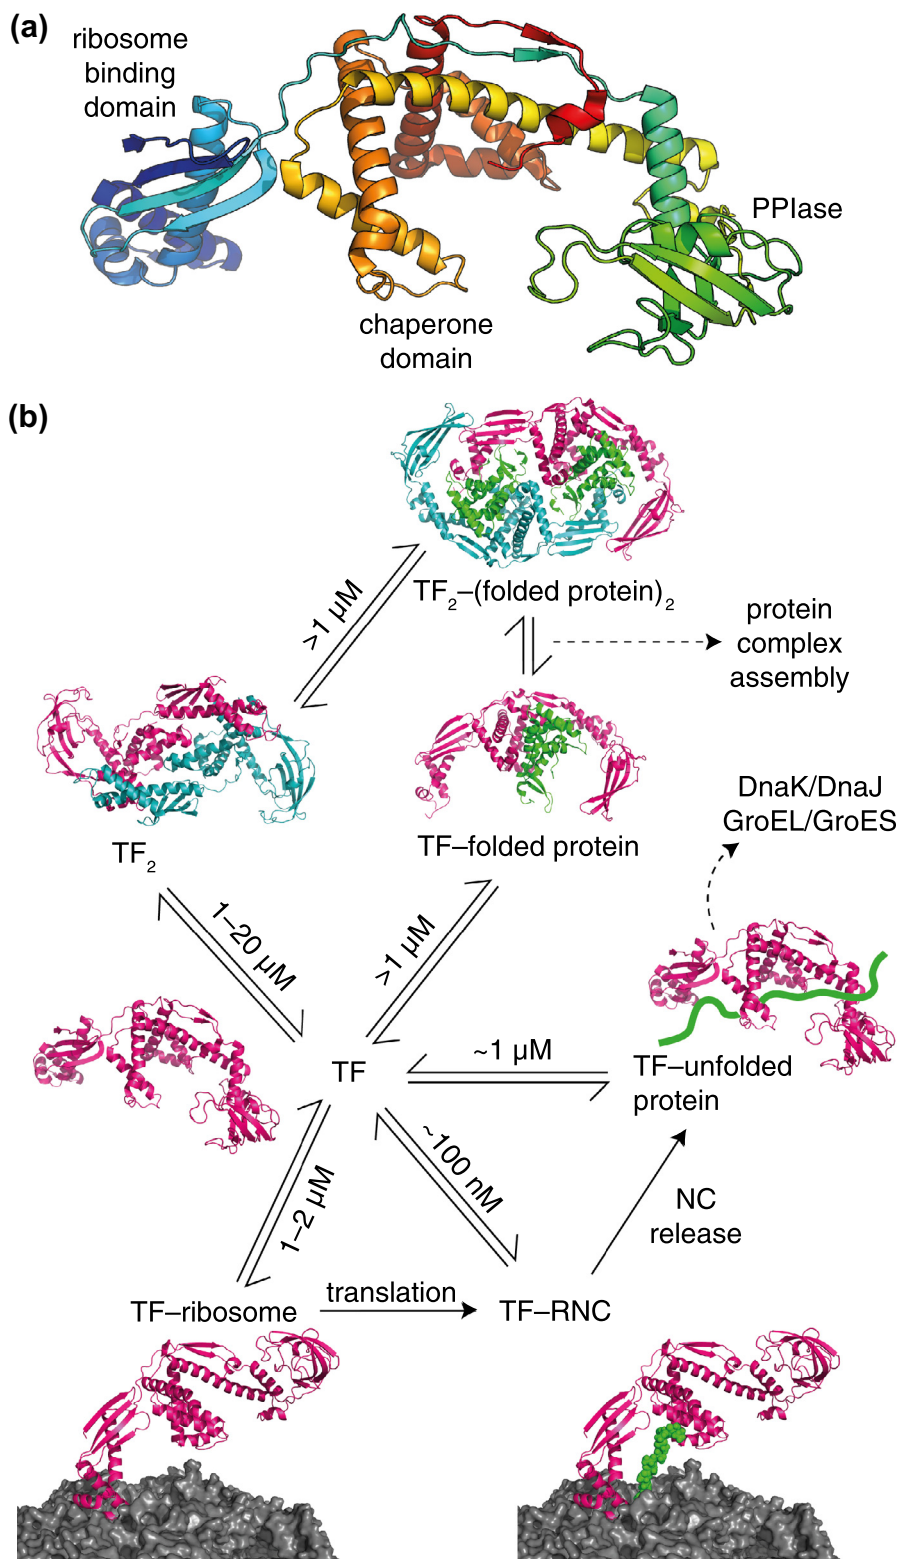 (a)
ribosome
binding
domain
PPIase
chaperone
domain
(b)
TF₂–(folded protein)₂
>1 µM
protein
complex
assembly
DnaK/DnaJ
GroEL/GroES
TF–folded protein
TF₂
1–20 µM
>1 µM
~1 µM
TF
TF–unfolded
protein
~100 nM
1–2 µM
NC
release
translation
TF–ribosome
TF–RNC